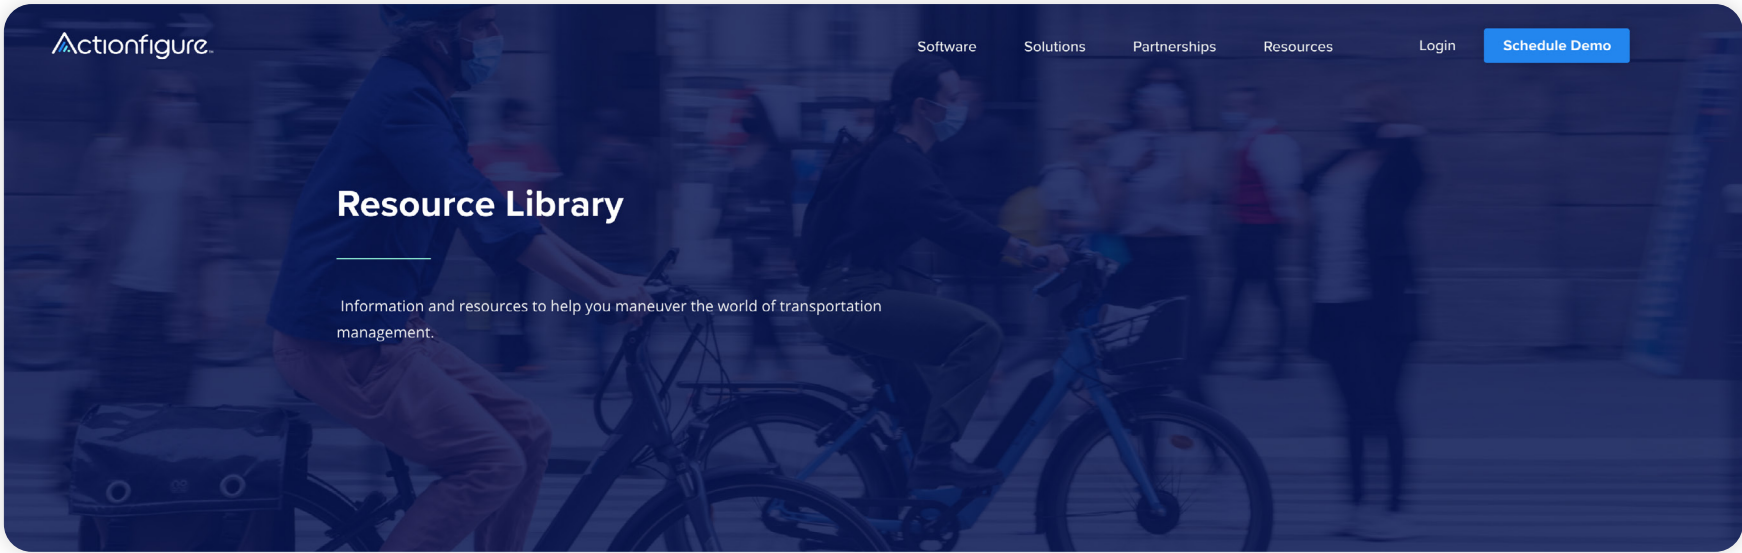 Actionfigure
Software Solutions Partnerships Resources Login Schedule Demo
Resource Library
Information and resources to help you maneuver the world of transportation
management.